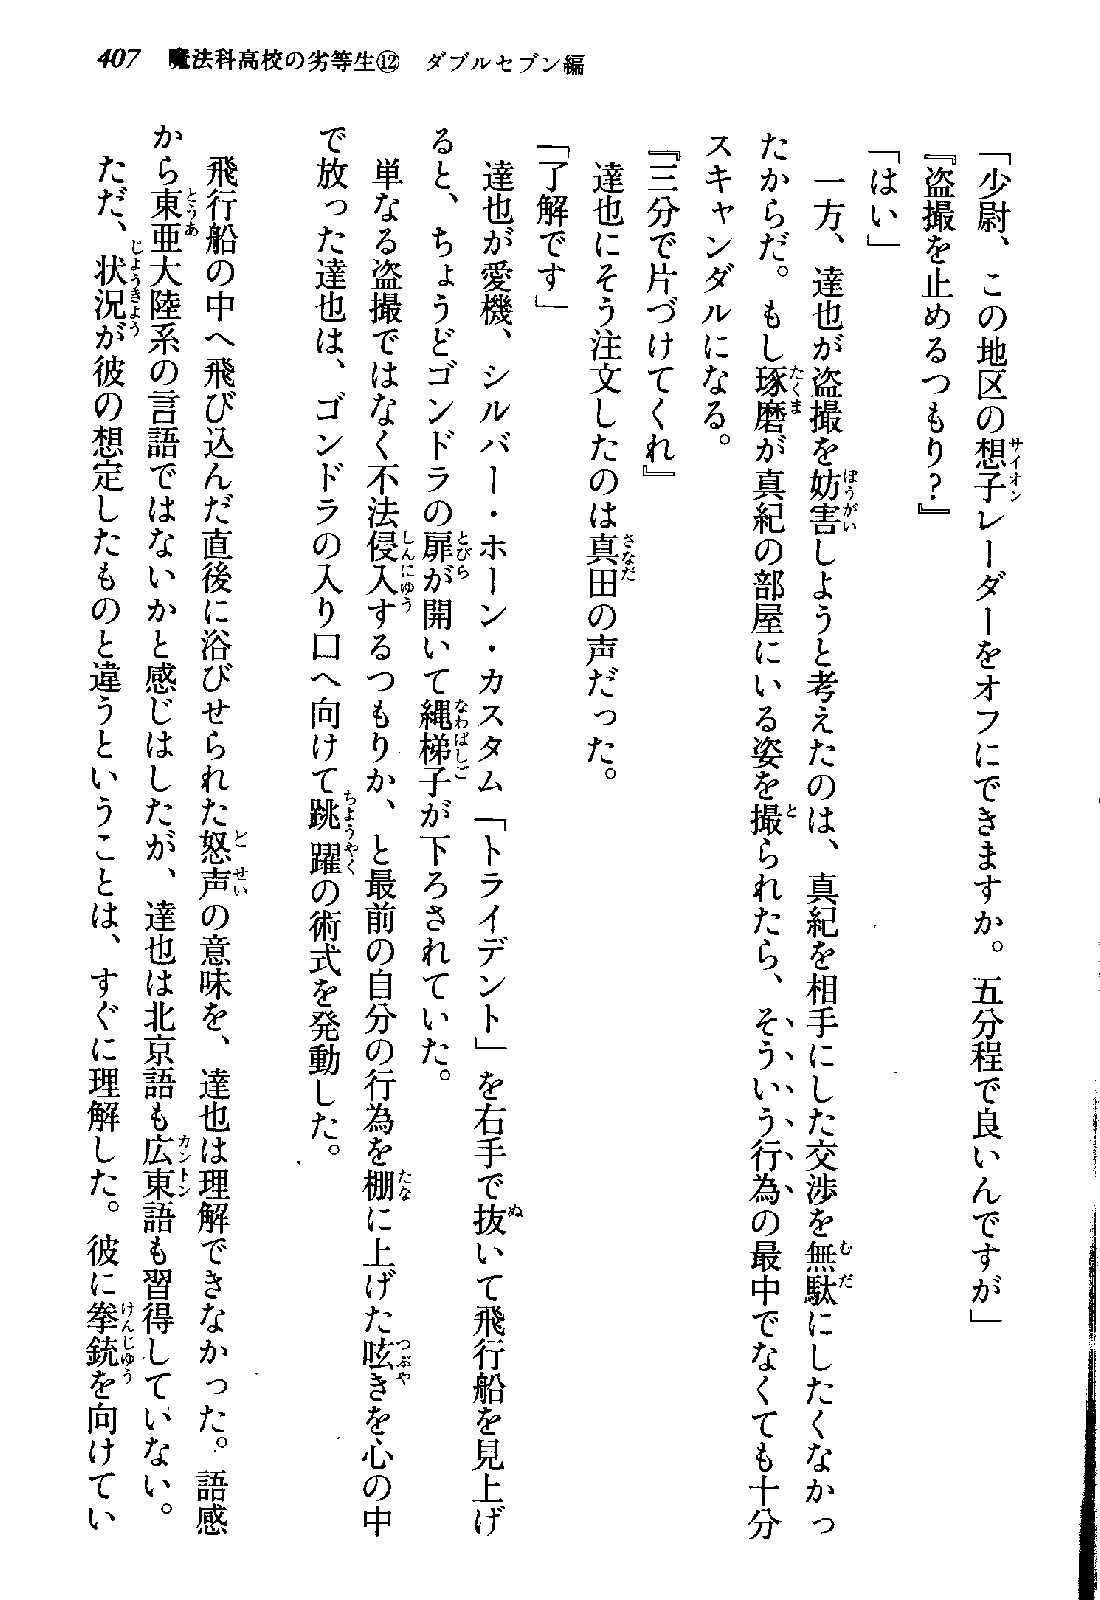 407 魔法科高校の劣等生⑫ ダブルセブン編
「少尉、この地区の想子レーダーをオフにできますか。五分程で良いんですが」
『盗撮を止めるつもり?』
「はい」
一方、達也が盗撮を妨害しようと考えたのは、真紀を相手にした交渉を無駄にしたくなかっ
たからだ。もし琢磨が真紀の部屋にいる姿を撮られたら、そういう行為の最中でなくても十分
スキャンダルになる。
『三分で片づけてくれ』
達也にそう注文したのは真田の声だった。
「了解です」
達也が愛機、シルバー・ホーン・カスタム「トライデント」を右手で抜いて飛行船を見上げ
ると、ちょうどゴンドラの扉が開いて縄梯子が下ろされていた。
単なる盗撮ではなく不法侵入するつもりか、と最前の自分の行為を棚に上げた呟きを心の中
で放った達也は、ゴンドラの入り口へ向けて跳躍の術式を発動した。
飛行船の中へ飛び込んだ直後に浴びせられた怒声の意味を、達也は理解できなかった。語感
から東亜大陸系の言語ではないかと感じはしたが、達也は北京語も広東語も習得していない。
ただ、状況が彼の想定したものと違うということは、すぐに理解した。彼に拳銃を向けてい